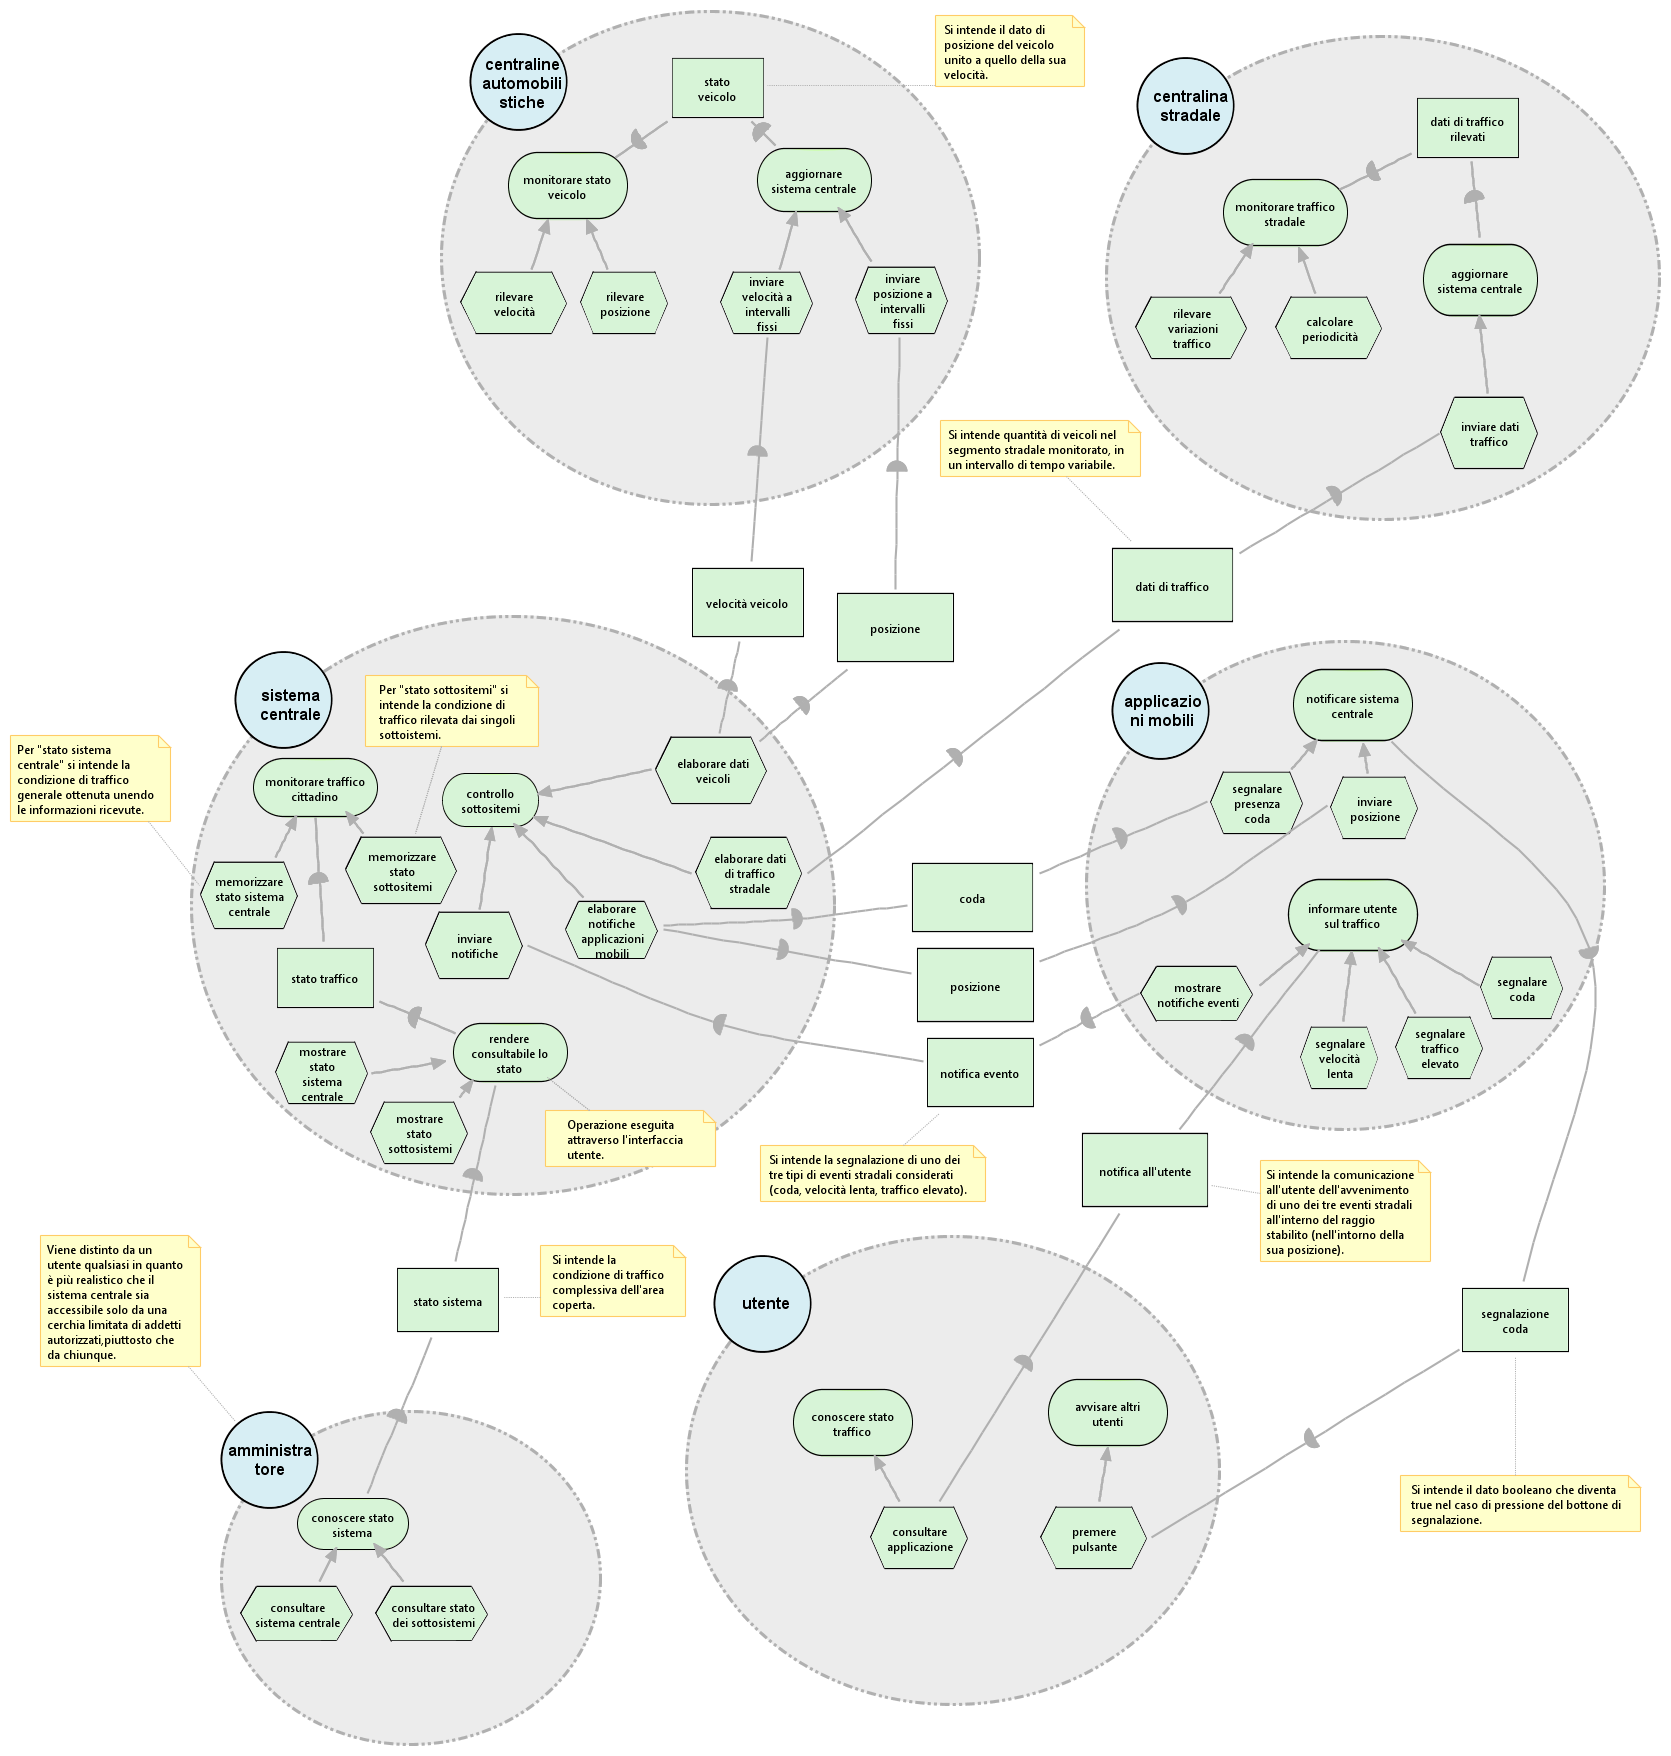 centraline
automobili
stiche
stato
veicolo
Si intende il dato di
posizione del veicolo
unito a quello della sua
velocità.
monitorare stato
veicolo
aggiornare
sistema centrale
rilevare
velocità
rilevare
posizione
inviare
velocità a
intervalli
fissi
inviare
posizione a
intervalli
fissi
centralina
stradale
dati di traffico
rilevati
monitorare traffico
stradale
aggiornare
sistema centrale
rilevare
variazioni
traffico
calcolare
periodicità
inviare dati
traffico
Si intende quantità di veicoli nel
segmento stradale monitorato, in
un intervallo di tempo variabile.
velocità veicolo
posizione
dati di traffico
sistema
centrale
Per "stato sottositemi" si
intende la condizione di
traffico rilevata dai singoli
sottoistemi.
Per "stato sistema
centrale" si intende la
condizione di traffico
generale ottenuta unendo
le informazioni ricevute.
monitorare traffico
cittadino
controllo
sottositemi
elaborare dati
veicoli
memorizzare
stato sistema
centrale
memorizzare
stato
sottositemi
elaborare dati
di traffico
stradale
inviare
notifiche
elaborare
notifiche
applicazioni
mobili
stato traffico
rendere
consultabile lo
stato
mostrare
stato
sistema
centrale
mostrare
stato
sottosistemi
Operazione eseguita
attraverso l'interfaccia
utente.
applicazio
ni mobili
notificare sistema
centrale
segnalare
presenza
coda
inviare
posizione
informare utente
sul traffico
mostrare
notifiche eventi
segnalare
velocità
lenta
segnalare
traffico
elevato
segnalare
coda
coda
posizione
notifica evento
Si intende la segnalazione di uno dei
tre tipi di eventi stradali considerati
(coda, velocità lenta, traffico elevato).
notifica all'utente
Si intende la comunicazione
all'utente dell'avvenimento
di uno dei tre eventi stradali
all'interno del raggio
stabilito (nell'intorno della
sua posizione).
Viene distinto da un
utente qualsiasi in quanto
è più realistico che il
sistema centrale sia
accessibile solo da una
cerchia limitata di addetti
autorizzati,piuttosto che
da chiunque.
stato sistema
Si intende la
condizione di traffico
complessiva dell'area
coperta.
utente
conoscere stato
traffico
avvisare altri
utenti
consultare
applicazione
premere
pulsante
segnalazione
coda
Si intende il dato booleano che diventa
true nel caso di pressione del bottone di
segnalazione.
amministra
tore
conoscere stato
sistema
consultare
sistema centrale
consultare stato
dei sottosistemi